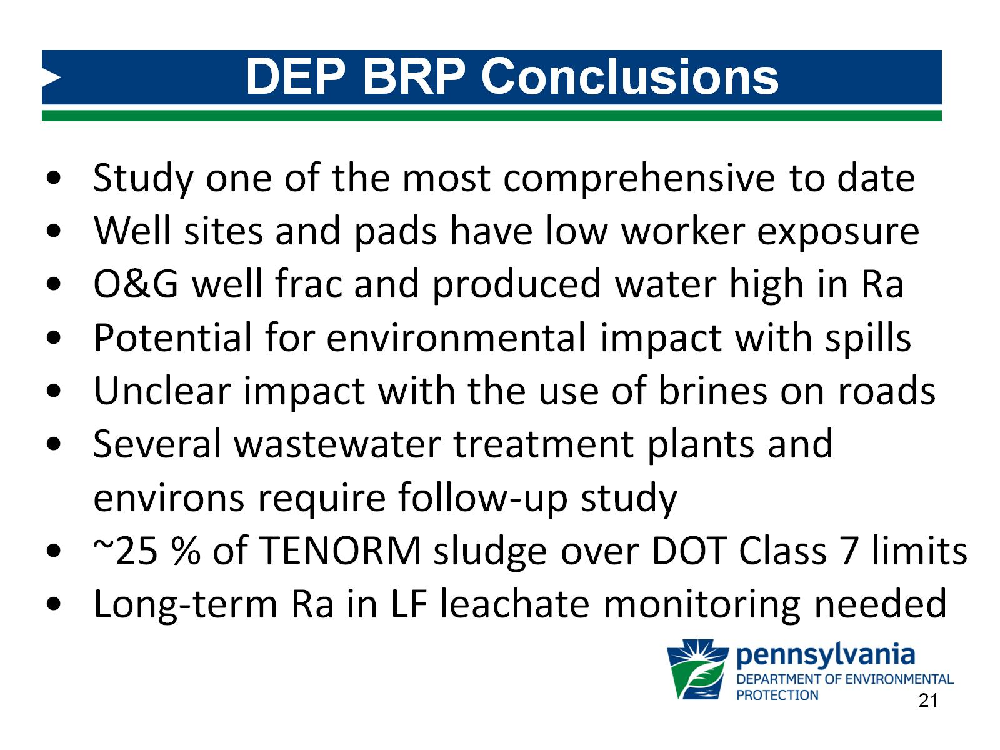 DEP BRP Conclusions
• Study one of the most comprehensive to date
• Well sites and pads have low worker exposure
• O&G well frac and produced water high in Ra
• Potential for environmental impact with spills
• Unclear impact with the use of brines on roads
• Several wastewater treatment plants and
environs require follow-up study
• ~25 % of TENORM sludge over DOT Class 7 limits
• Long-term Ra in LF leachate monitoring needed
pennsylvania
DEPARTMENT OF ENVIRONMENTAL
PROTECTION
21